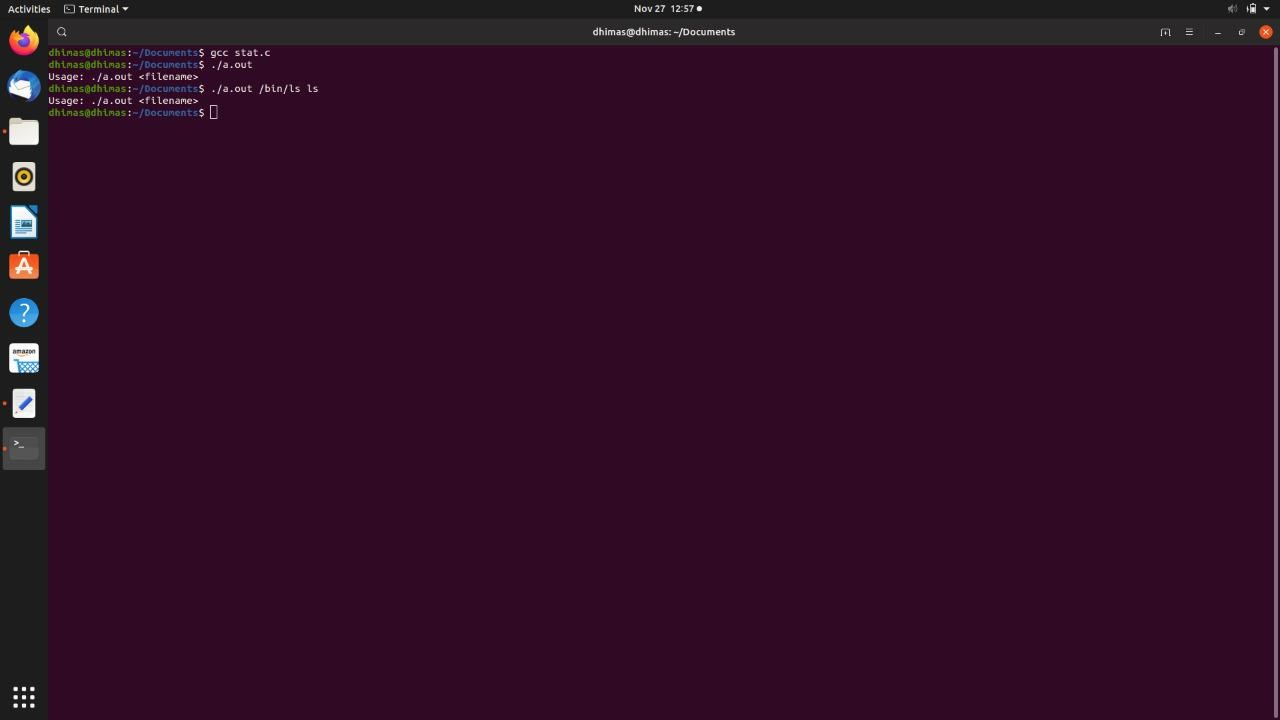 Activities Terminal Nov 27 12:57
dhimas@dhimas: ~/Documents
dhimas@dhimas:~/Documents$ gcc stat.c
dhimas@dhimas:~/Documents$ ./a.out
Usage: ./a.out <filename>
dhimas@dhimas:~/Documents$ ./a.out /bin/ls ls
Usage: ./a.out <filename>
dhimas@dhimas:~/Documents$
amazon